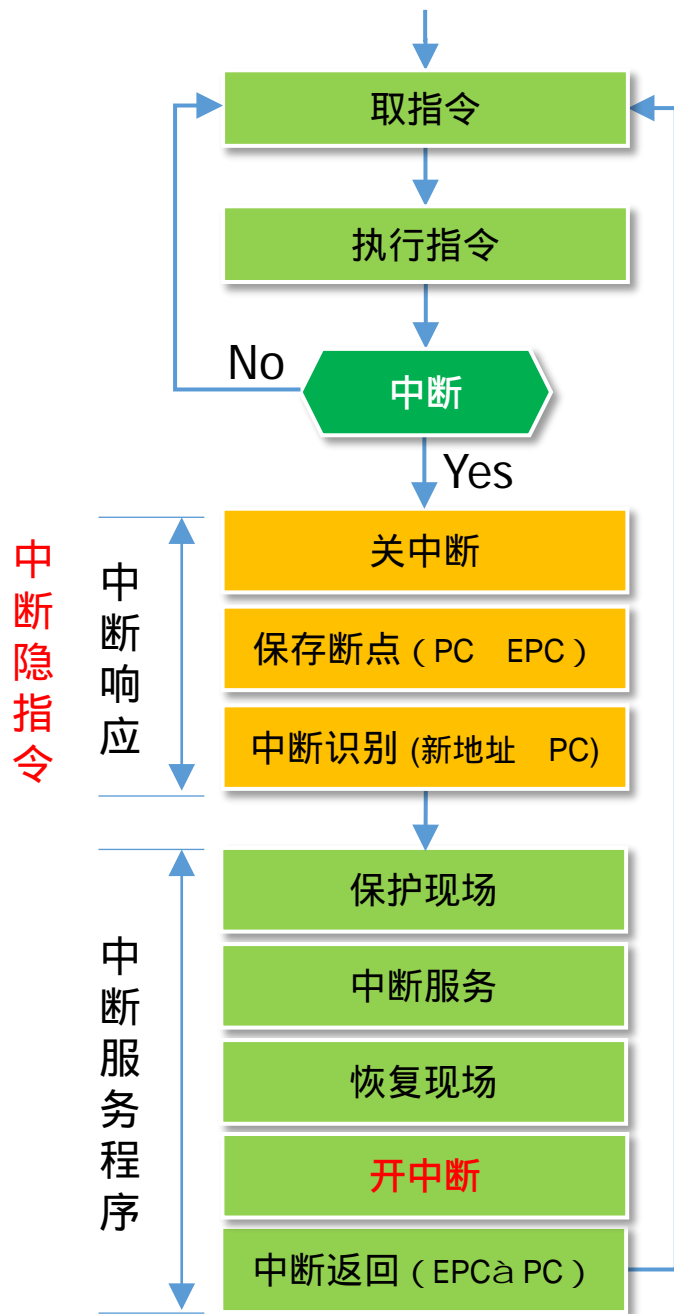 取指令
执行指令
No
中断
Yes
中断隐指令
中断响应
关中断
保存断点（PC EPC）
中断识别 (新地址 PC)
中断服务程序
保护现场
中断服务
恢复现场
开中断
中断返回（EPCà PC）